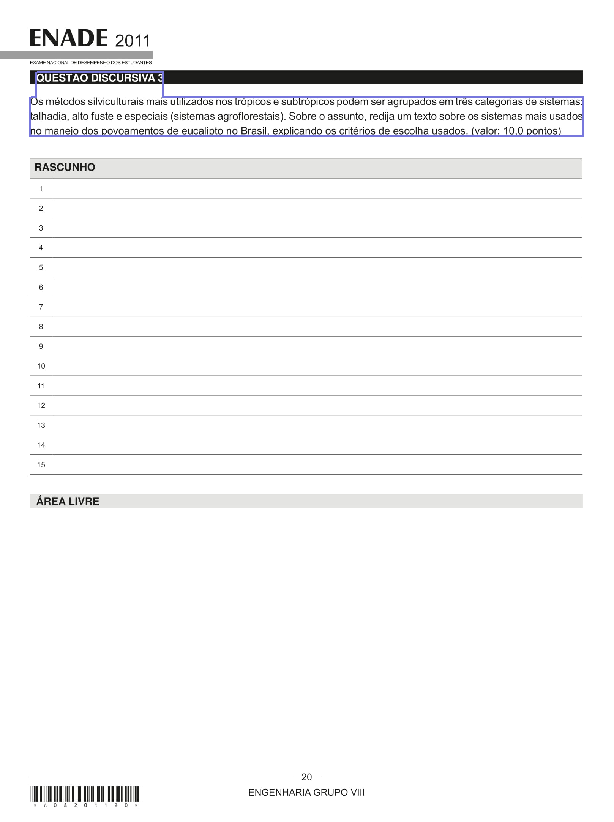 ENADE 2011
EXAME NACIONAL DE DESEMPENHO DOS ESTUDANTES
QUESTÃO DISCURSIVA 3
Os métodos silviculturais mais utilizados nos trópicos e subtrópicos podem ser agrupados em três categorias de sistemas:
talhadia, alto fuste e especiais (sistemas agroflorestais). Sobre o assunto, redija um texto sobre os sistemas mais usados
no manejo dos povoamentos de eucalipto no Brasil, explicando os critérios de escolha usados. (valor: 10,0 pontos)
RASCUNHO
1
2
3
4
5
6
7
8
9
10
11
12
13
14
15
ÁREA LIVRE
20
ENGENHARIA GRUPO VIII